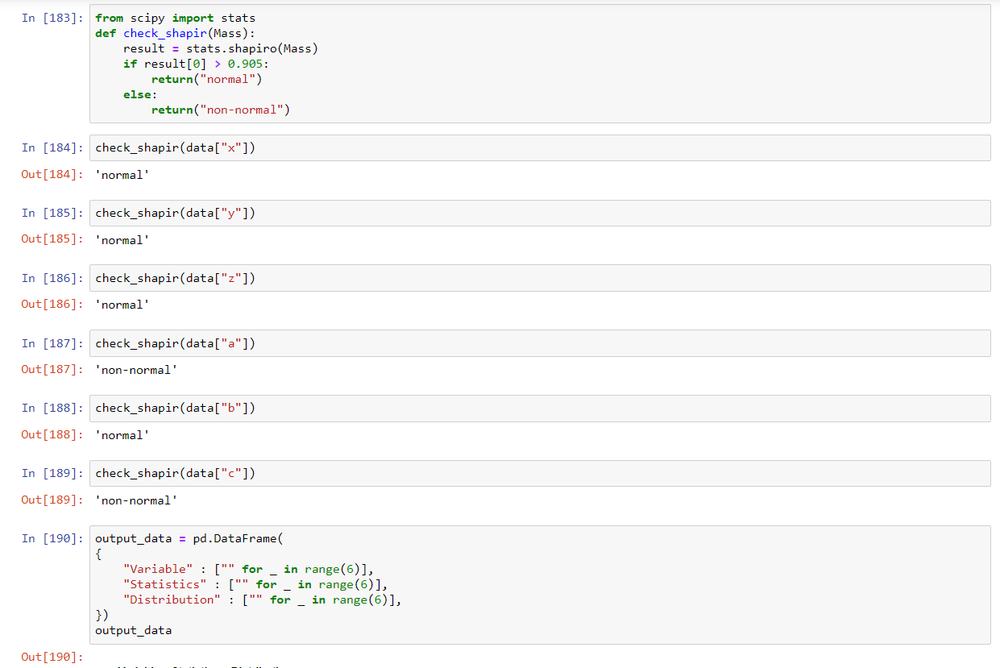 In [183]: from scipy import stats
def check_shapir(Mass):
    result = stats.shapiro(Mass)
    if result[0] > 0.905:
        return("normal")
    else:
        return("non-normal")
In [184]: check_shapir(data["x"])
Out[184]: 'normal'
In [185]: check_shapir(data["y"])
Out[185]: 'normal'
In [186]: check_shapir(data["z"])
Out[186]: 'normal'
In [187]: check_shapir(data["a"])
Out[187]: 'non-normal'
In [188]: check_shapir(data["b"])
Out[188]: 'normal'
In [189]: check_shapir(data["c"])
Out[189]: 'non-normal'
In [190]: output_data = pd.DataFrame(
{
    "Variable" : ["" for _ in range(6)],
    "Statistics" : ["" for _ in range(6)],
    "Distribution" : ["" for _ in range(6)],
})
output_data
Out[190]: